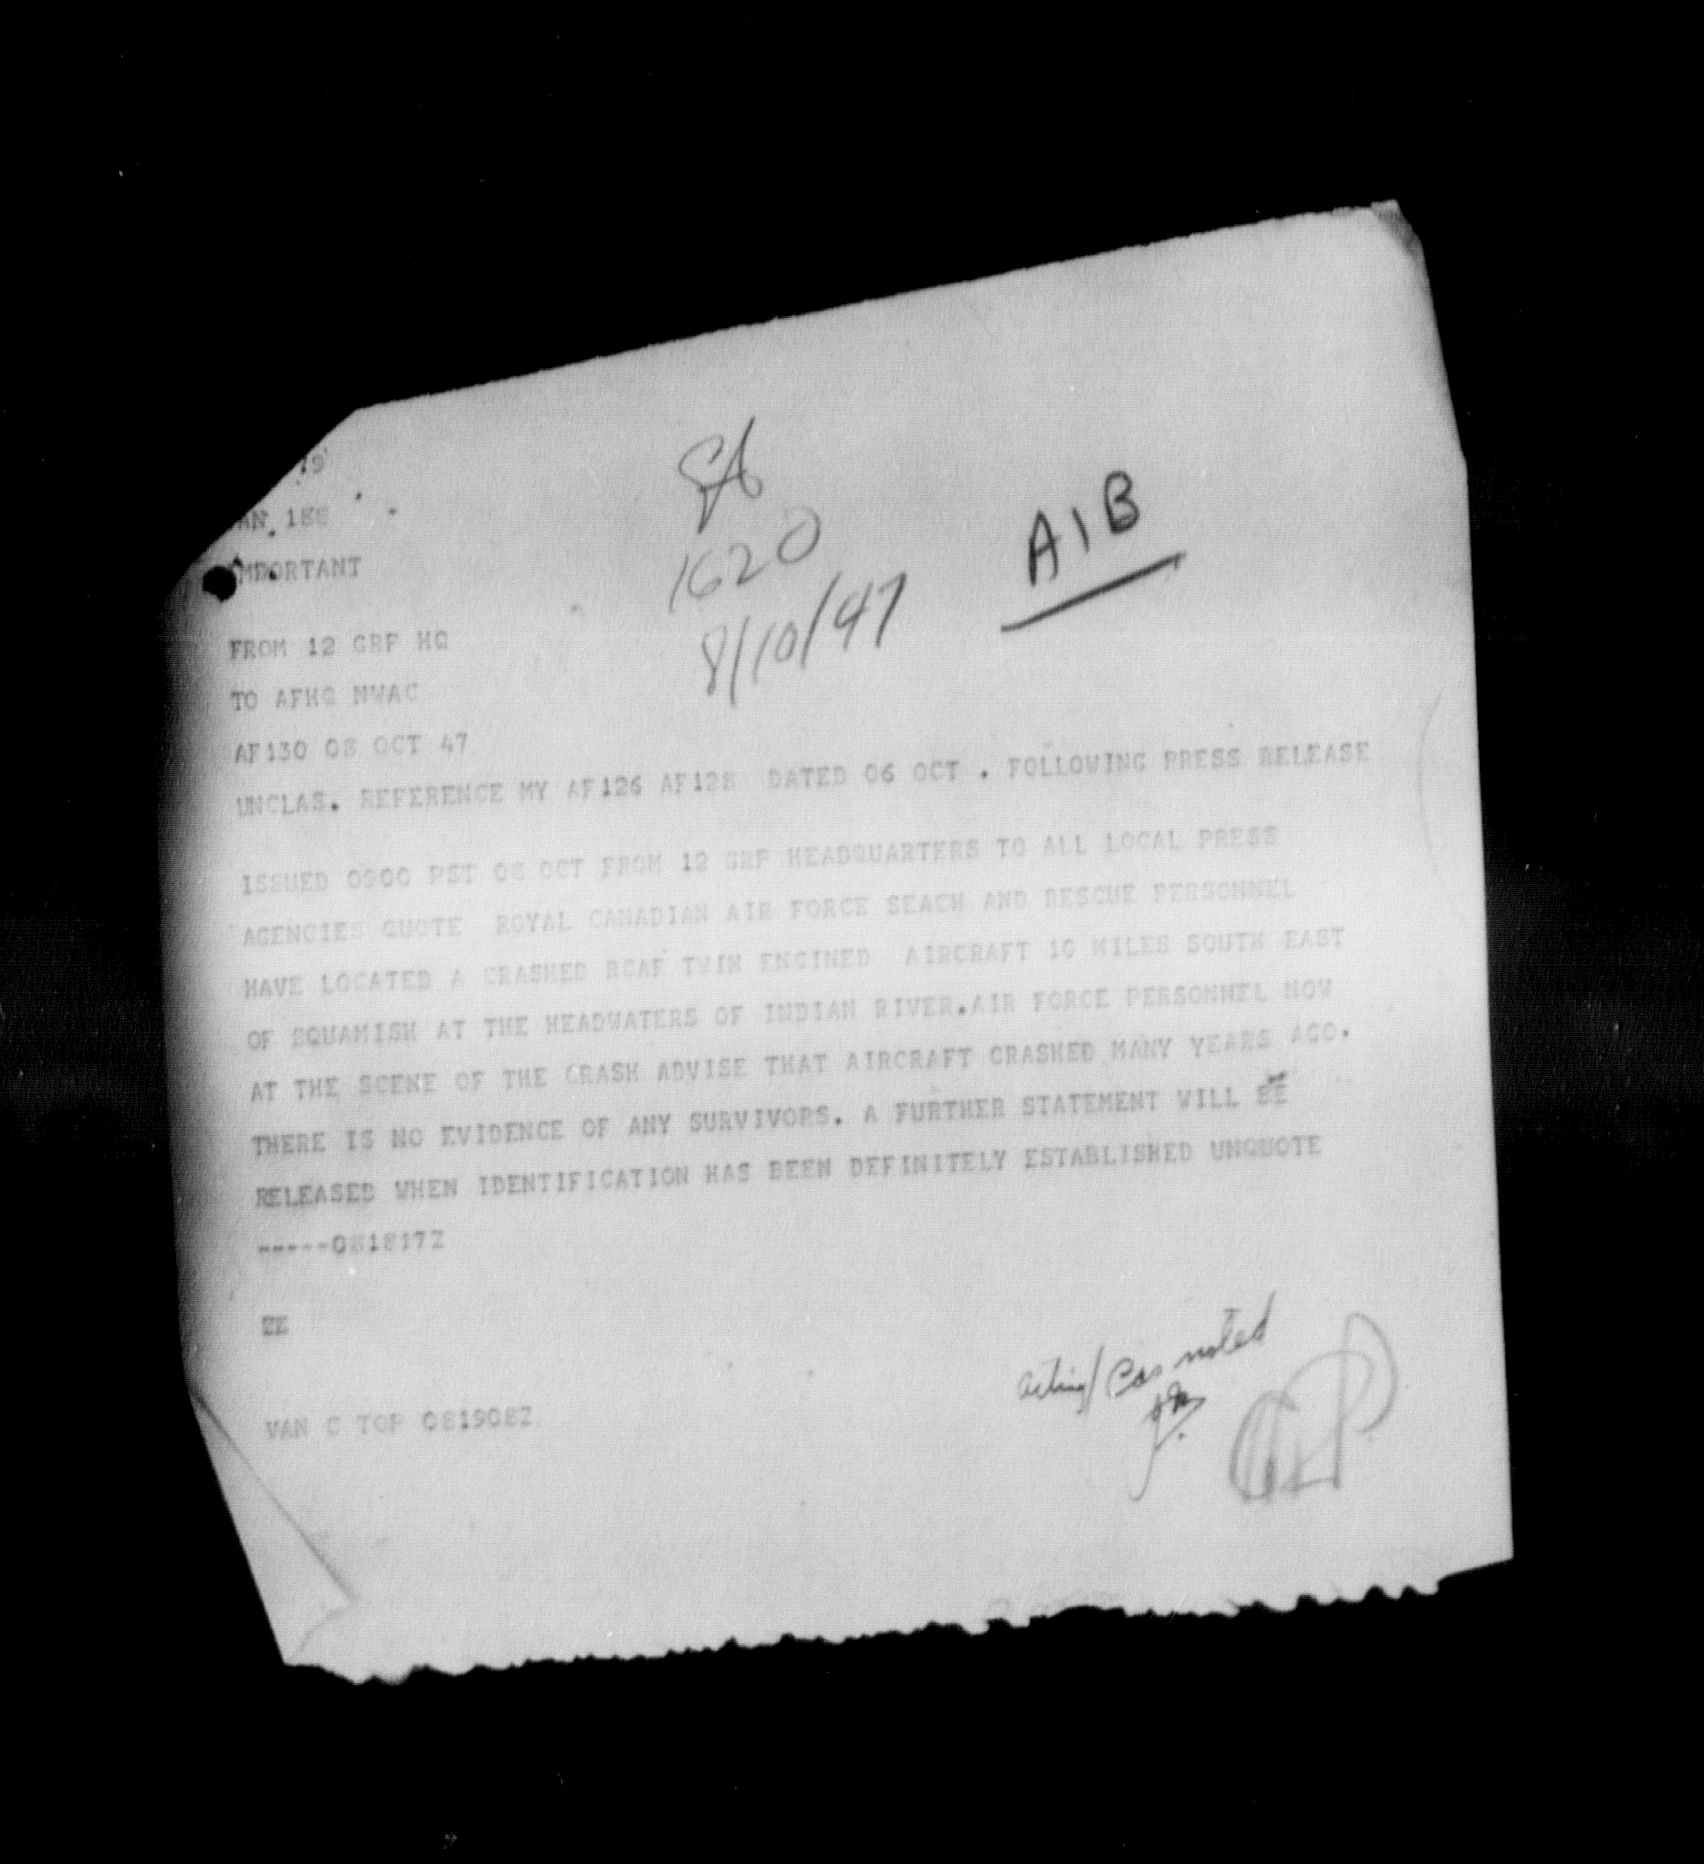 IMPORTANT
1620
8/10/47
AIB
FROM 12 GRP HQ
TO AFHQ NWAC
AF130 08 OCT 47
UNCLAS. REFERENCE MY AF126 AF128 DATED 06 OCT . FOLLOWING PRESS RELEASE
ISSUED 0900 PST 08 OCT FROM 12 GRP HEADQUARTERS TO ALL LOCAL PRESS
AGENCIES QUOTE ROYAL CANADIAN AIR FORCE SEACH AND RESCUE PERSONNEL
HAVE LOCATED A CRASHED RCAF TWIN ENGINED AIRCRAFT 10 MILES SOUTH EAST
OF SQUAMISH AT THE HEADWATERS OF INDIAN RIVER.AIR FORCE PERSONNEL NOW
AT THE SCENE OF THE CRASH ADVISE THAT AIRCRAFT CRASHED MANY YEARS AGO.
THERE IS NO EVIDENCE OF ANY SURVIVORS. A FURTHER STATEMENT WILL BE
RELEASED WHEN IDENTIFICATION HAS BEEN DEFINITELY ESTABLISHED UNQUOTE
-----081817Z
acting/Cas noted
VAN C TOP 081908Z